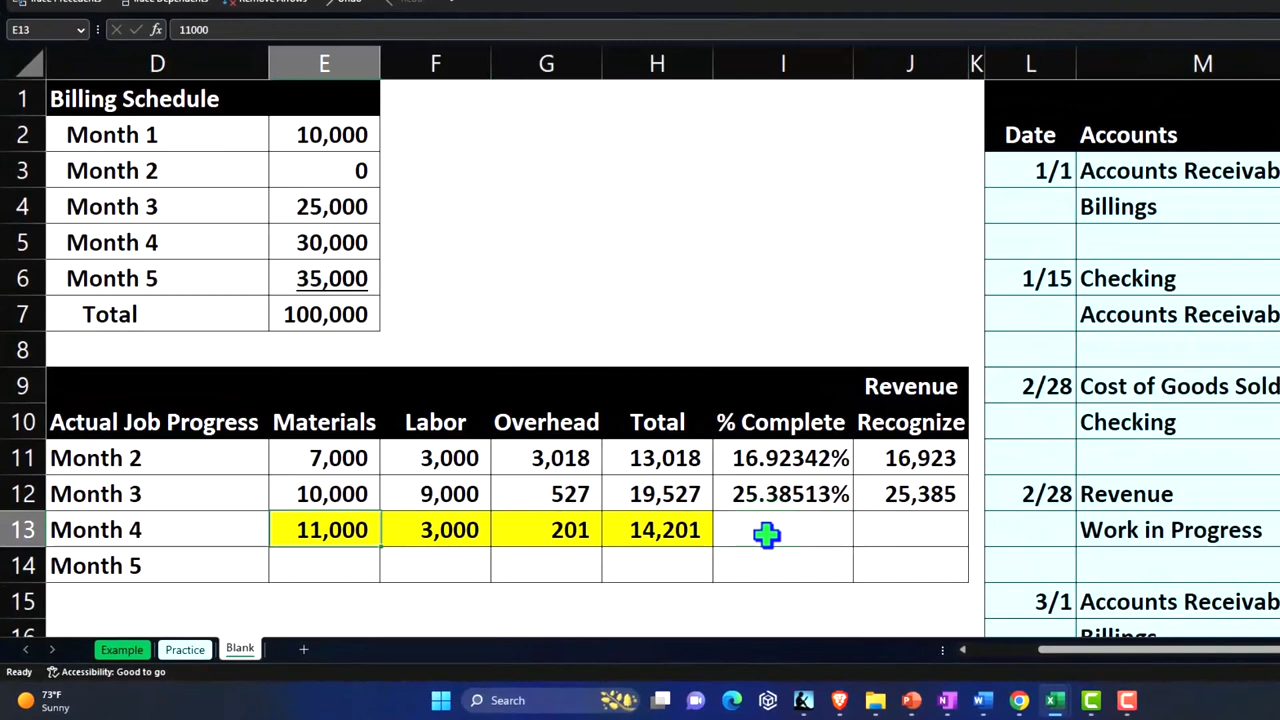 E13 fx 11000
D E F G H I J K L M
1 Billing Schedule
2 Month 1 10,000 Date Accounts
3 Month 2 0 1/1 Accounts Receivab
4 Month 3 25,000 Billings
5 Month 4 30,000
6 Month 5 35,000 1/15 Checking
7 Total 100,000 Accounts Receivab
8
9 Revenue 2/28 Cost of Goods Sold
10 Actual Job Progress Materials Labor Overhead Total % Complete Recognize Checking
11 Month 2 7,000 3,000 3,018 13,018 16.92342% 16,923
12 Month 3 10,000 9,000 527 19,527 25.38513% 25,385 2/28 Revenue
13 Month 4 11,000 3,000 201 14,201 Work in Progress
14 Month 5
15 3/1 Accounts Receivab
16 Billings
Example Practice Blank
Ready Accessibility: Good to go
73°F Search
Sunny